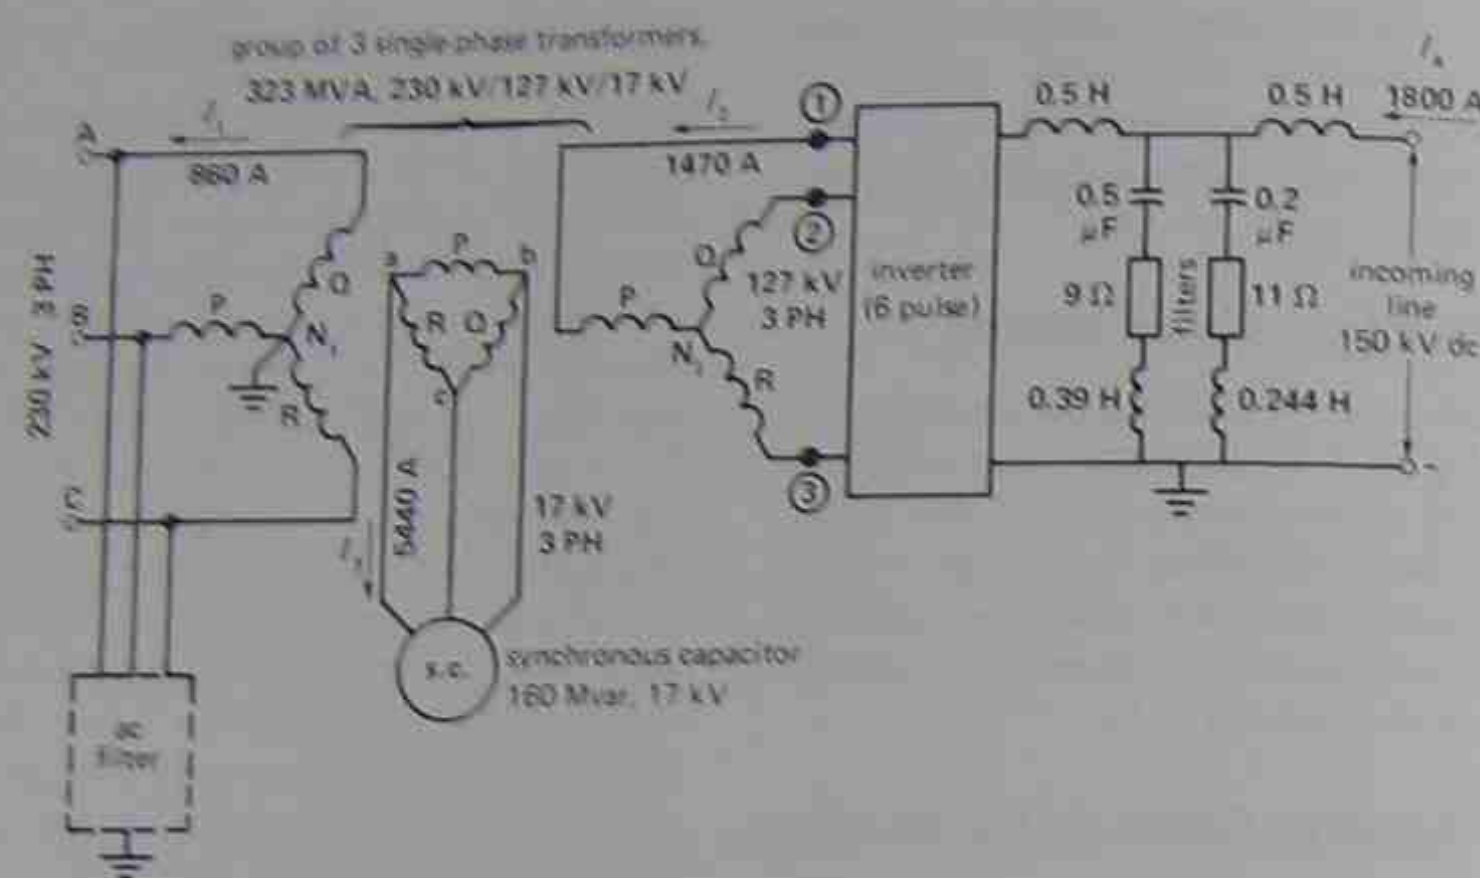 group of 3 single-phase transformers,
323 MVA, 230 kV/127 kV/17 kV
I₁
860 A
A
B
C
230 kV 3 PH
P
Q
R
N₁
a
P
b
R
Q
c
I₃
5440 A
17 kV
3 PH
s.c.
synchronous capacitor
160 Mvar, 17 kV
ac
filter
I₂
1470 A
1
2
3
Q
P
R
N₂
127 kV
3 PH
inverter
(6 pulse)
0.5 H
0.5 H
1800 A
0.5
µF
0.2
µF
9 Ω
filters
11 Ω
0.39 H
0.244 H
incoming
line
150 kV dc
-